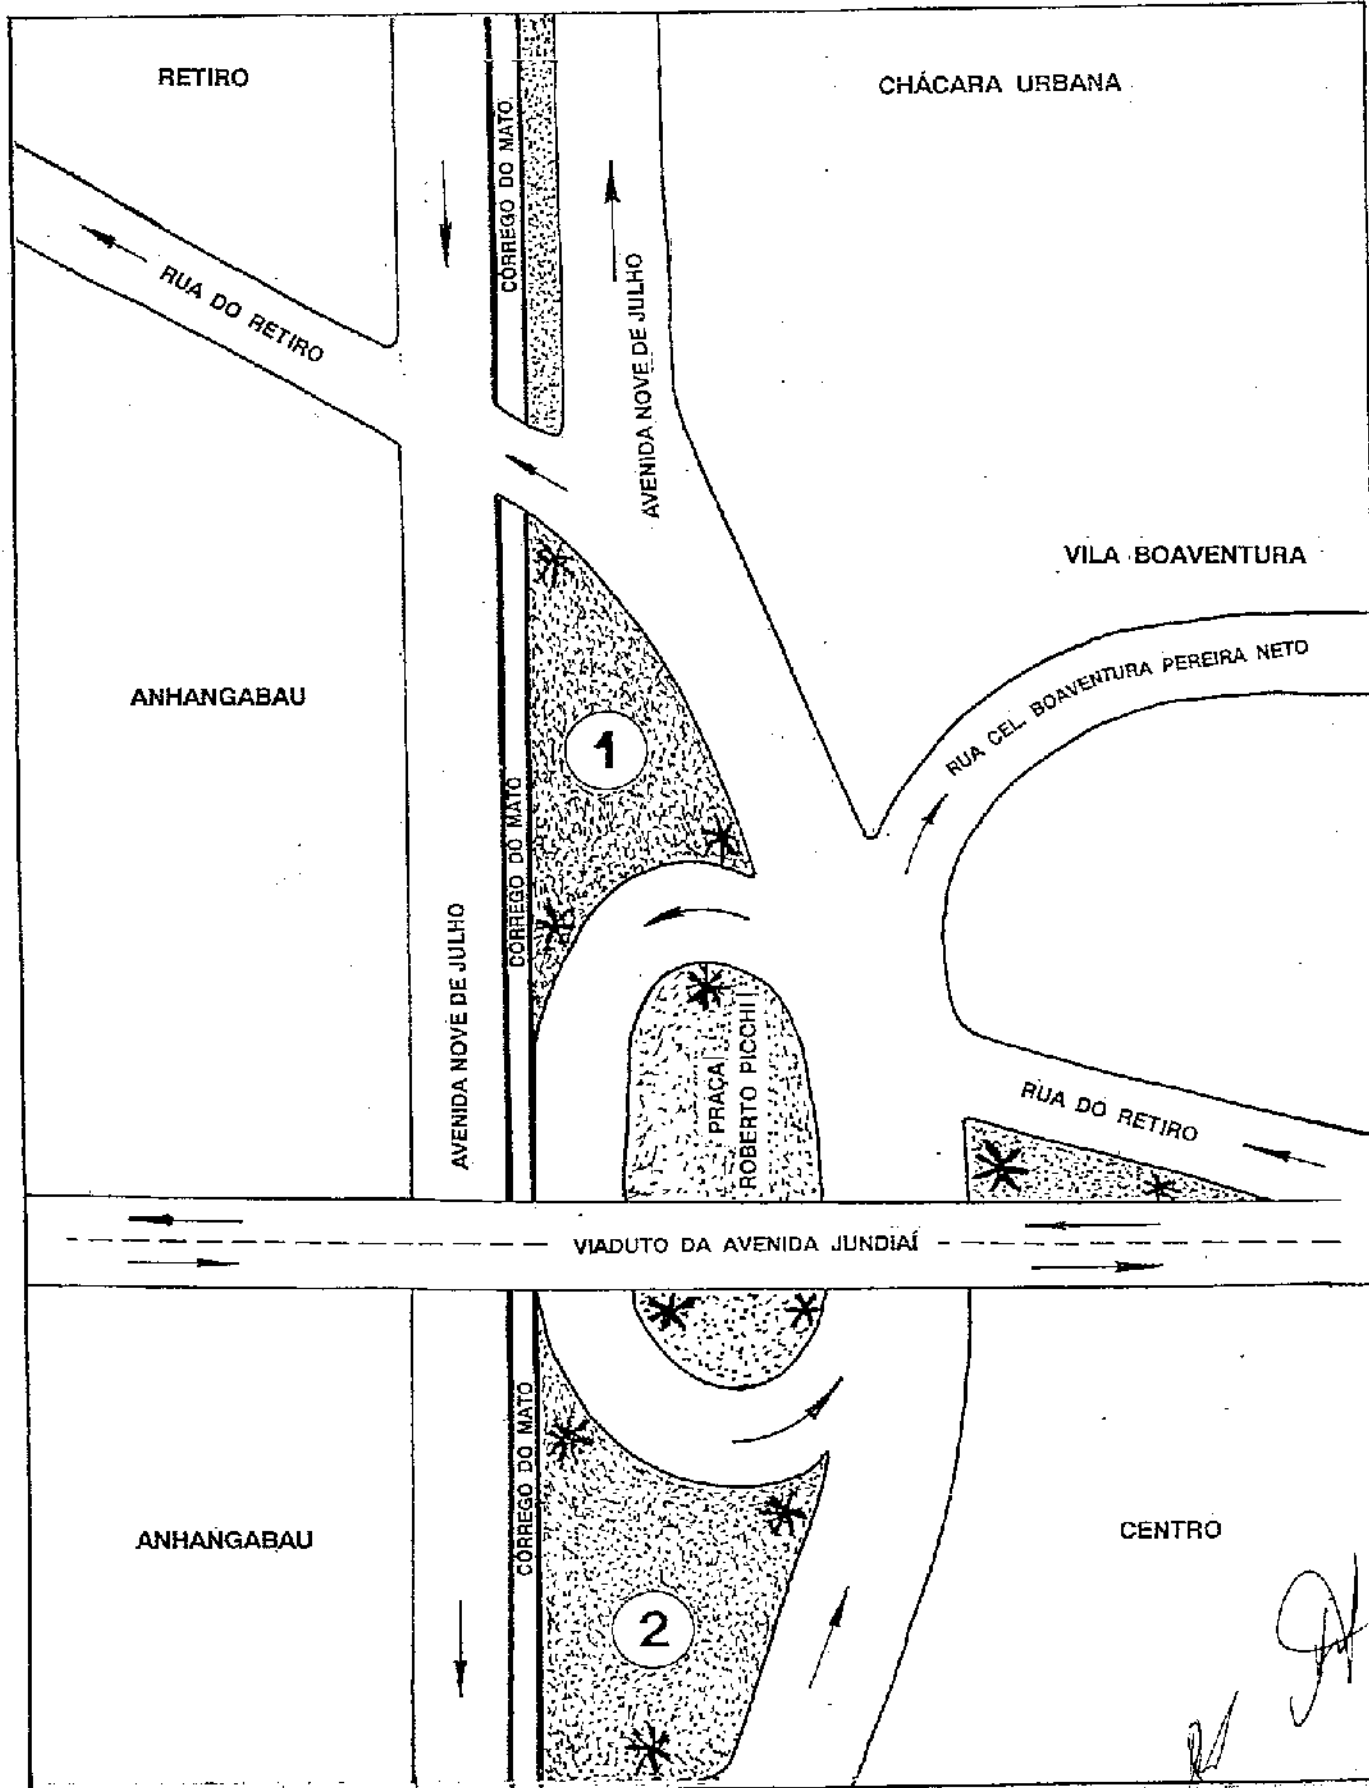 RETIRO
CHÁCARA URBANA
CÓRREGO DO MATO
RUA DO RETIRO
AVENIDA NOVE DE JULHO
VILA BOAVENTURA
RUA CEL. BOAVENTURA PEREIRA NETO
ANHANGABAU
1
CORREGO DO MATO
AVENIDA NOVE DE JULHO
PRAÇA
ROBERTO PICCHI
RUA DO RETIRO
VIADUTO DA AVENIDA JUNDIAÍ
CORREGO DO MATO
ANHANGABAU
CENTRO
2